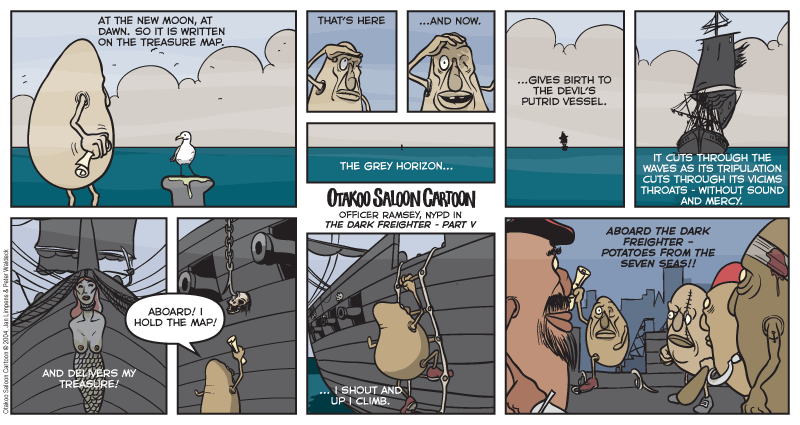 AT THE NEW MOON, AT
DAWN. SO IT IS WRITTEN
ON THE TREASURE MAP.
THAT'S HERE
...AND NOW.
THE GREY HORIZON...
...GIVES BIRTH TO
THE DEVIL'S
PUTRID VESSEL.
IT CUTS THROUGH THE
WAVES AS ITS TRIPULATION
CUTS THROUGH ITS VICIMS
THROATS - WITHOUT SOUND
AND MERCY.
OTAKOO SALOON CARTOON
OFFICER RAMSEY, NYPD IN
THE DARK FREIGHTER - PART V
AND DELIVERS MY
TREASURE!
ABOARD! I
HOLD THE MAP!
... I SHOUT AND
UP I CLIMB.
ABOARD THE DARK
FREIGHTER -
POTATOES FROM THE
SEVEN SEAS!!
Otakoo Saloon Cartoon © 2004 Jan Limpens & Peter Waldeck